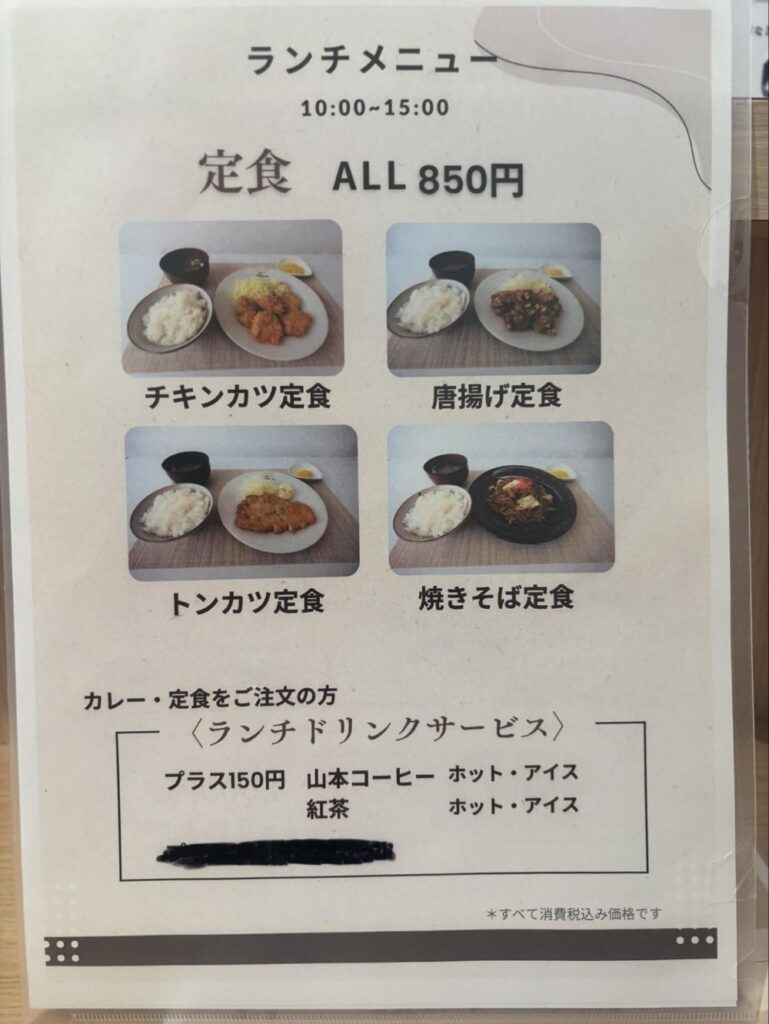 ランチメニュー
10:00~15:00
定食 ALL 850円
チキンカツ定食 唐揚げ定食
トンカツ定食 焼きそば定食
カレー・定食をご注文の方
〈ランチドリンクサービス〉
プラス150円 山本コーヒー ホット・アイス
紅茶 ホット・アイス
＊すべて消費税込み価格です